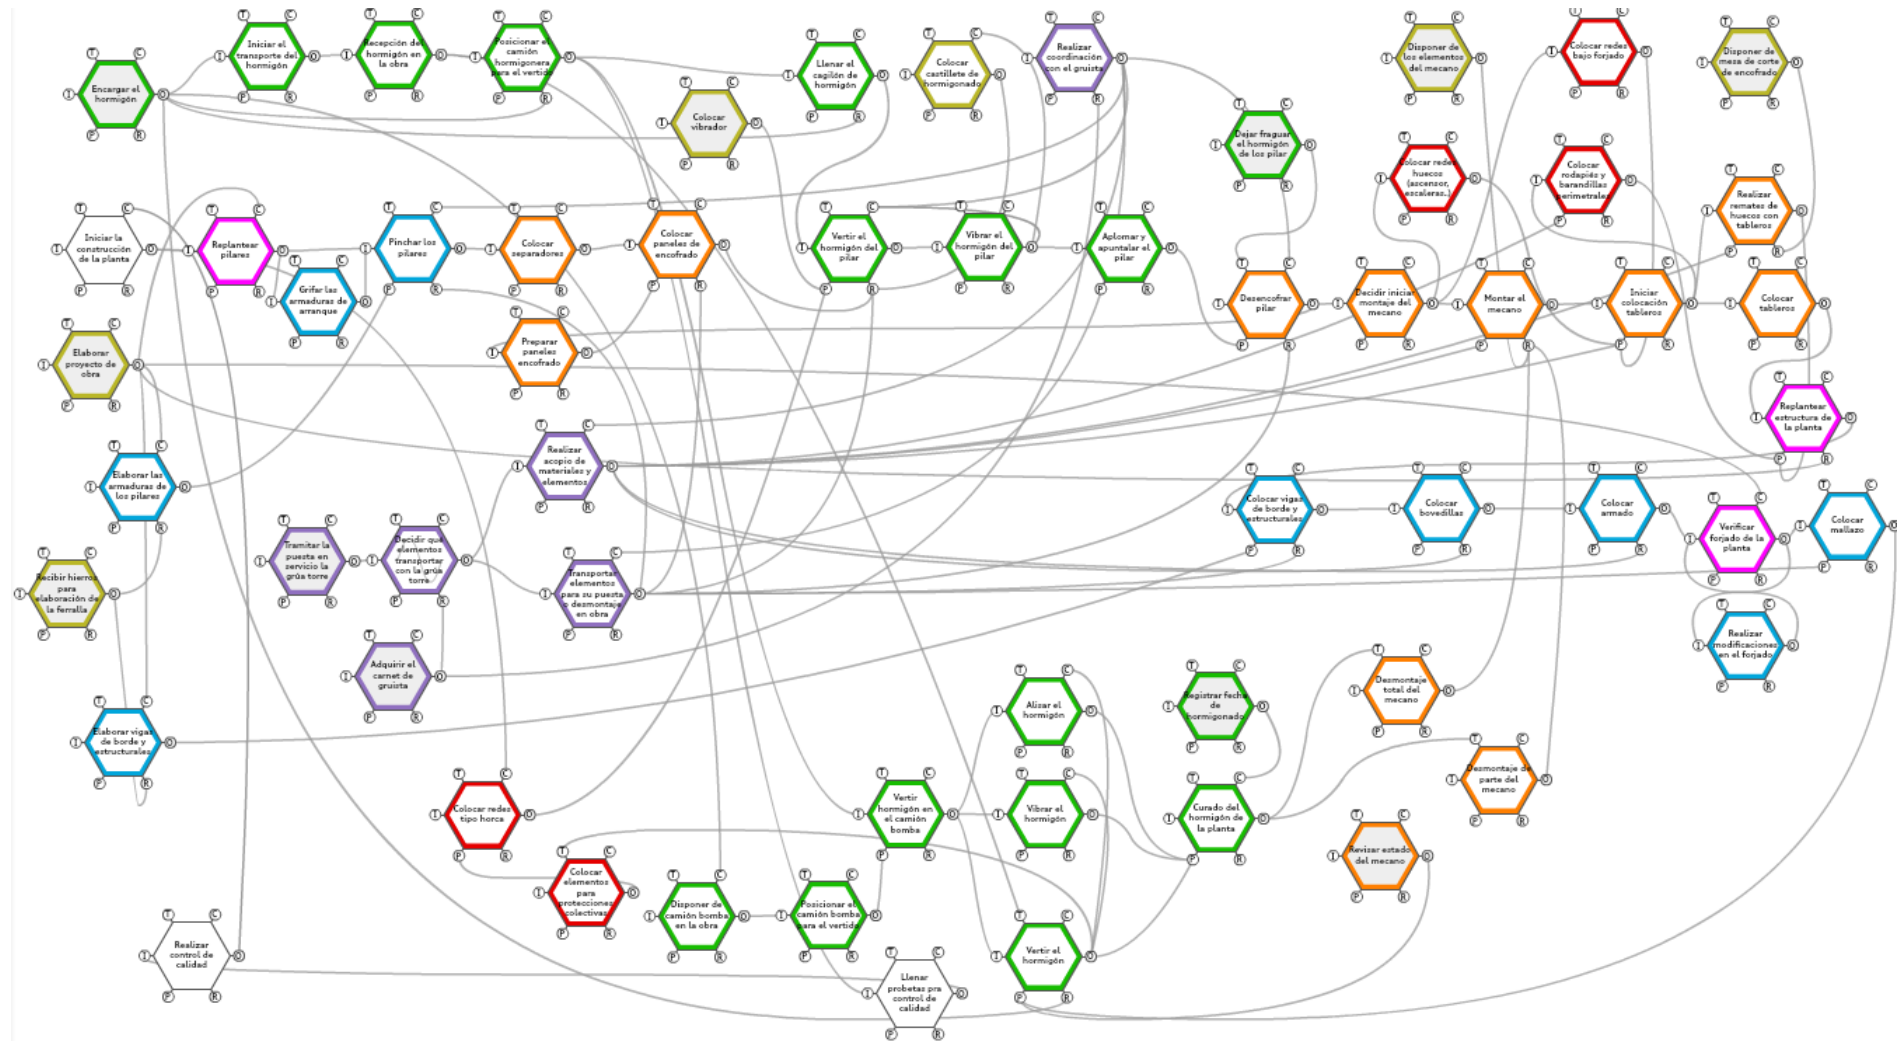 Encargar el
hormigón
Iniciar el
transporte del
hormigón
Recepción del
hormigón en
la obra
Posicionar el
camión
hormigonera
para el vertido
Colocar
vibrador
Llenar el
cagilón de
hormigón
Colocar
castillete de
hormigonado
Realizar
coordinación
con el gruista
Dejar fraguar
el hormigón
de los pilar
Disponer de
los elementos
del mecano
Colocar redes
bajo forjado
Disponer de
mesa de corte
de encofrado
Colocar redes
huecos
(ascensor,
escaleras..)
Colocar
rodapiés y
barandillas
perimetrales
Realizar
remates de
huecos con
tableros
Iniciar la
construcción
de la planta
Replantear
pilares
Grifar las
armaduras de
arranque
Pinchar los
pilares
Colocar
separadores
Colocar
paneles de
encofrado
Vertir el
hormigón del
pilar
Vibrar el
hormigón del
pilar
Aplomar y
apuntalar el
pilar
Desencofrar
pilar
Decidir iniciar
montaje del
mecano
Montar el
mecano
Iniciar
colocación
tableros
Colocar
tableros
Elaborar
proyecto de
obra
Preparar
paneles
encofrado
Replantear
estructura de
la planta
Elaborar las
armaduras de
los pilares
Realizar
acopio de
materiales y
elementos
Colocar vigas
de borde y
estructurales
Colocar
bovedillas
Colocar
armado
Verificar
forjado de la
planta
Colocar
mallazo
Recibir hierros
para
elaboración de
la ferralla
Tramitar la
puesta en
servicio la
grúa torre
Decidir qué
elementos
transportar
con la grúa
torre
Transportar
elementos
para su puesta
o desmontaje
en obra
Realizar
modificaciones
en el forjado
Adquirir el
carnet de
gruista
Elaborar vigas
de borde y
estructurales
Alisar el
hormigón
Registrar fecha
de
hormigonado
Desmontaje
total del
mecano
Desmontaje de
parte del
mecano
Colocar redes
tipo horca
Vertir
hormigón en
el camión
bomba
Vibrar el
hormigón
Curado del
hormigón de
la planta
Revisar estado
del mecano
Colocar
elementos
para
protecciones
colectivas
Disponer de
camión bomba
en la obra
Posicionar el
camión bomba
para el vertido
Realizar
control de
calidad
Llenar
probetas pra
control de
calidad
Vertir el
hormigón